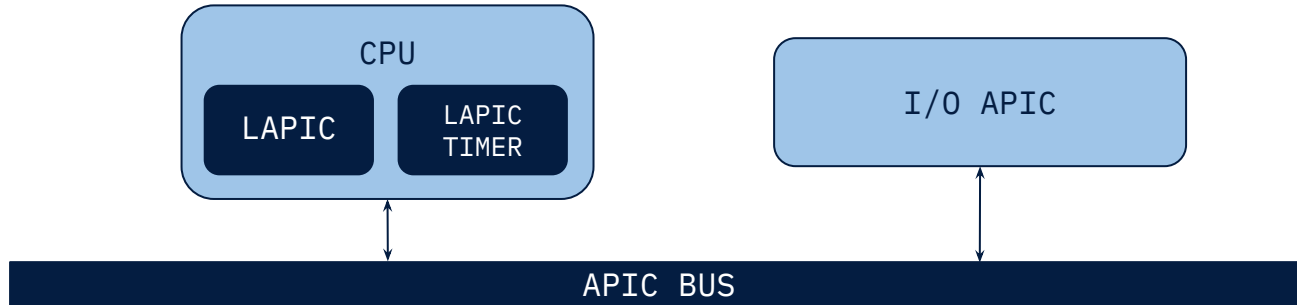 CPU
LAPIC
LAPIC
TIMER
I/O APIC
APIC BUS